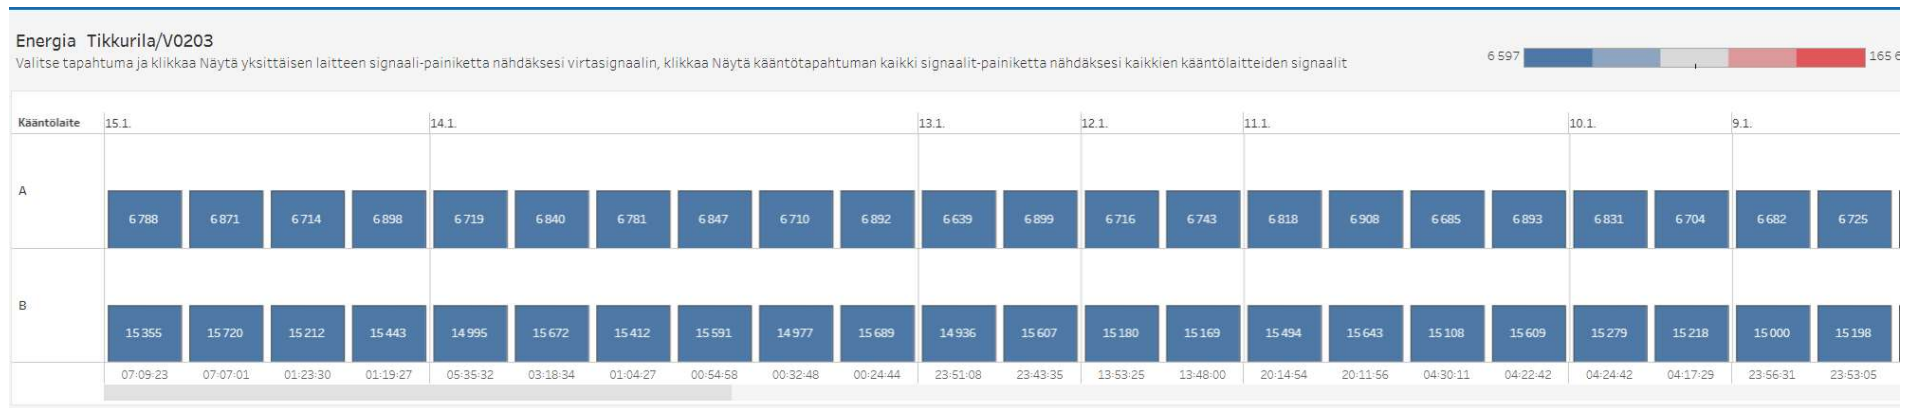 Energia Tikkurila/V0203
Valitse tapahtuma ja klikkaa Näytä yksittäisen laitteen signaali-painiketta nähdäksesi virtasignaalin, klikkaa Näytä kääntötapahtuman kaikki signaalit-painiketta nähdäksesi kaikkien kääntölaitteiden signaalit
6 597 165 6
Kääntölaite 15.1. 14.1. 13.1. 12.1. 11.1. 10.1. 9.1.
A
6 788 6 871 6 714 6 898 6 719 6 840 6 781 6 847 6 710 6 892 6 639 6 899 6 716 6 743 6 818 6 908 6 685 6 893 6 831 6 704 6 682 6 725
B
15 355 15 720 15 212 15 443 14 995 15 672 15 412 15 591 14 977 15 689 14 936 15 607 15 180 15 169 15 494 15 643 15 108 15 609 15 279 15 218 15 000 15 198
07:09:23 07:07:01 01:23:30 01:19:27 05:35:32 03:18:34 01:04:27 00:54:58 00:32:48 00:24:44 23:51:08 23:43:35 13:53:25 13:48:00 20:14:54 20:11:56 04:30:11 04:22:42 04:24:42 04:17:29 23:56:31 23:53:05